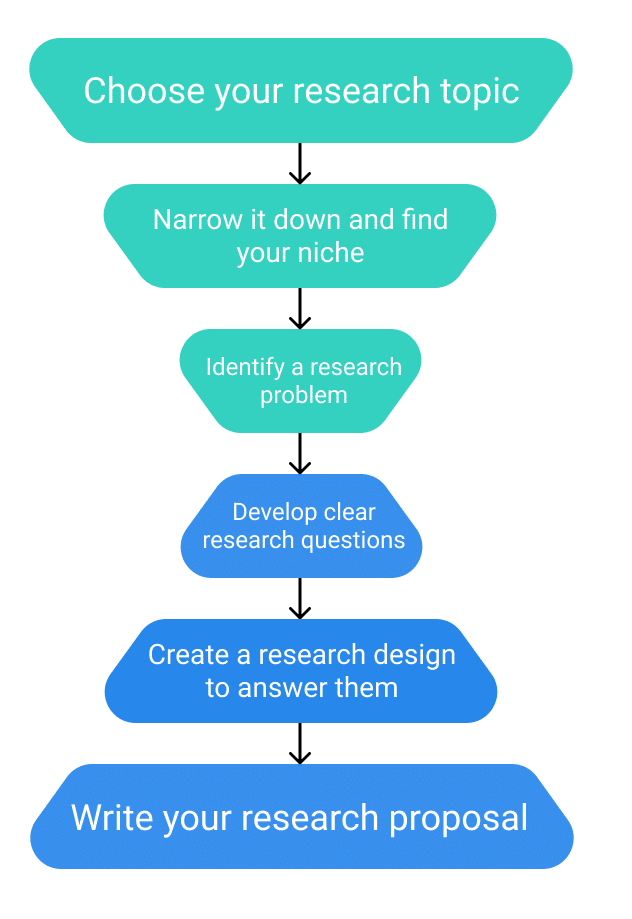 Choose your research topic
Narrow it down and find
your niche
Identify a research
problem
Develop clear
research questions
Create a research design
to answer them
Write your research proposal